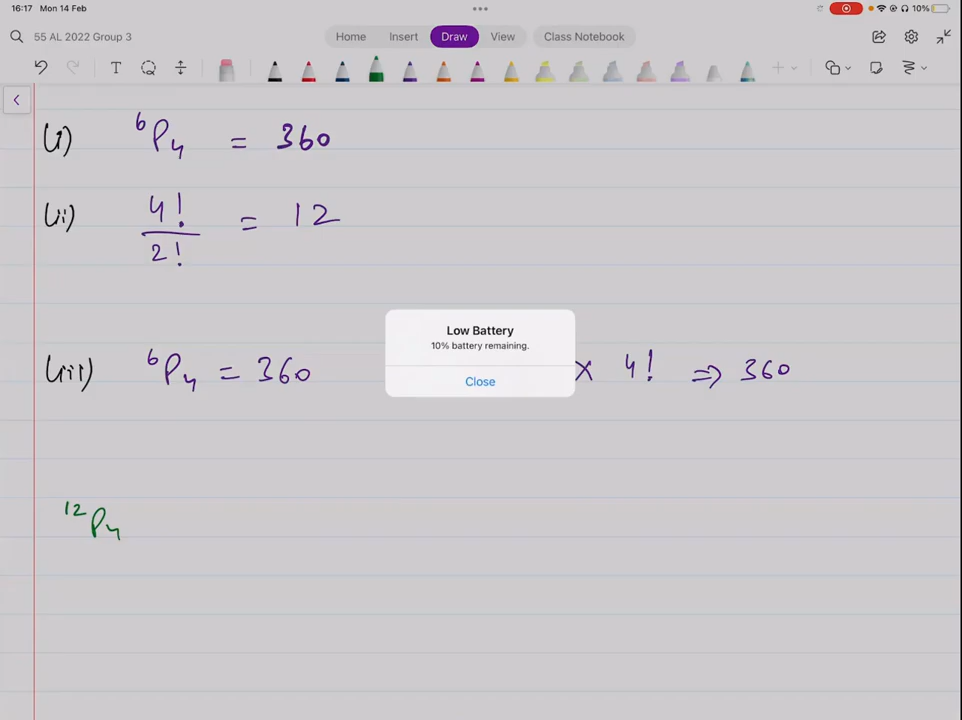 16:17 Mon 14 Feb 10%
55 AL 2022 Group 3 Home Insert Draw View Class Notebook
(i) ⁶P₄ = 360
(ii) 4!/2! = 12
Low Battery
10% battery remaining.
Close
(iii) ⁶P₄ = 360 × 4! ⇒ 360
¹²P₄